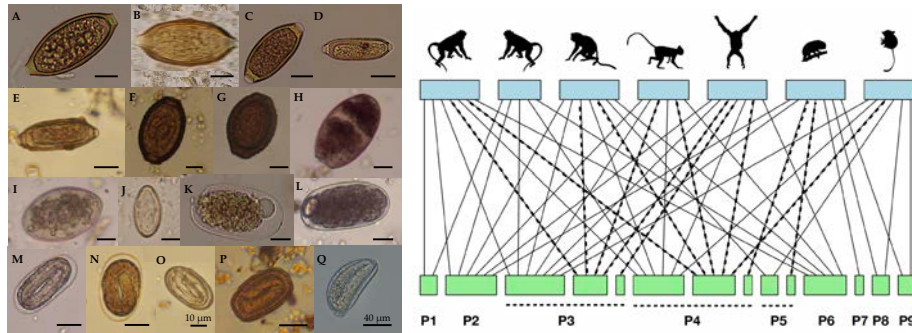 A B C D
E F G H
I J K L
M N O P Q
10 µm 40 µm
P1 P2 P3 P4 P5 P6 P7 P8 P9